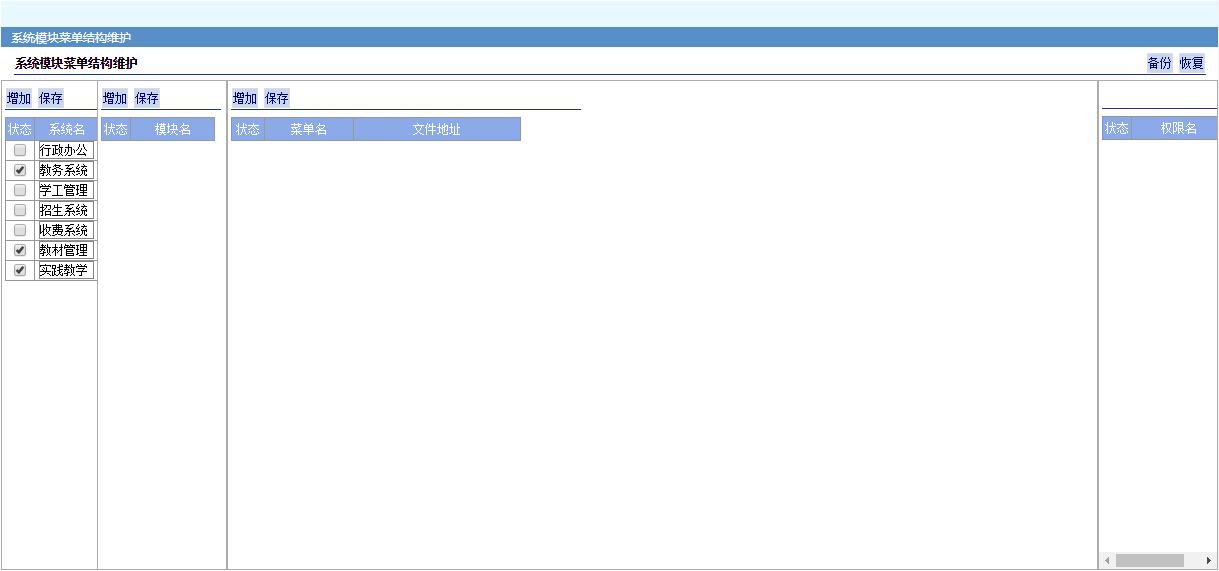 系统模块菜单结构维护
系统模块菜单结构维护 备份 恢复
增加 保存 增加 保存 增加 保存
状态 系统名 状态 模块名 状态 菜单名 文件地址 状态 权限名
行政办公
教务系统
学工管理
招生系统
收费系统
教材管理
实践教学